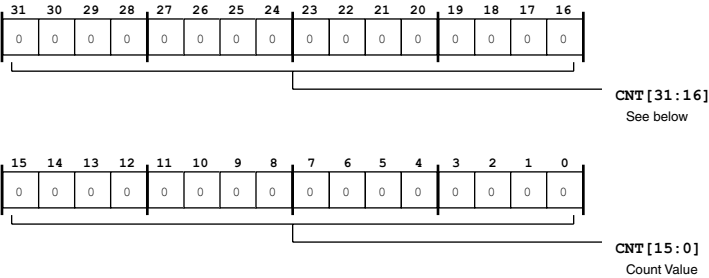 31 30 29 28 27 26 25 24 23 22 21 20 19 18 17 16
0 0 0 0 0 0 0 0 0 0 0 0 0 0 0 0
CNT[31:16]
See below
15 14 13 12 11 10 9 8 7 6 5 4 3 2 1 0
0 0 0 0 0 0 0 0 0 0 0 0 0 0 0 0
CNT[15:0]
Count Value